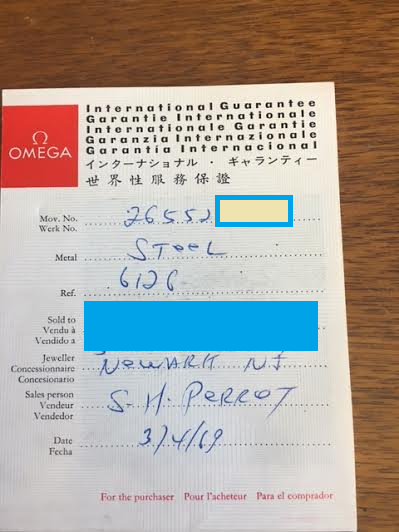 Ω
OMEGA
International Guarantee
Garantie Internationale
Internationale Garantie
Garanzia Internazionale
Garantia Internacional
インターナショナル・ギャランティー
世界性服務保證
Mov. No. 26552
Werk No.
Metal STEEL
Ref. 6126
Sold to
Vendu à
Vendido a
Jeweller NEWARK NJ
Concessionnaire
Concesionario
Sales person S.H. PERROT
Vendeur
Vendedor
Date 3/4/69
Fecha
For the purchaser Pour l'acheteur Para el comprador